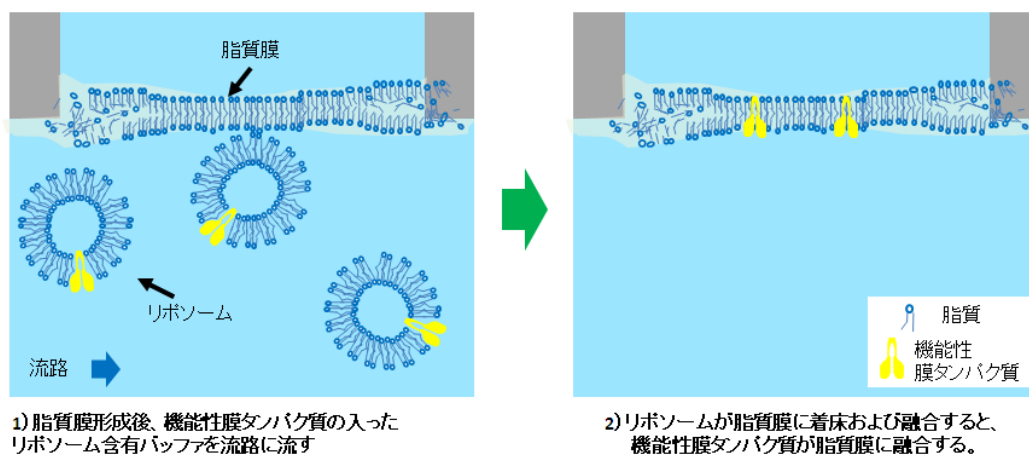 脂質膜
リポソーム
流路
1）脂質膜形成後、機能性膜タンパク質の入った
リポソーム含有バッファを流路に流す
脂質
機能性
膜タンパク質
2）リポソームが脂質膜に着床および融合すると、
機能性膜タンパク質が脂質膜に融合する。